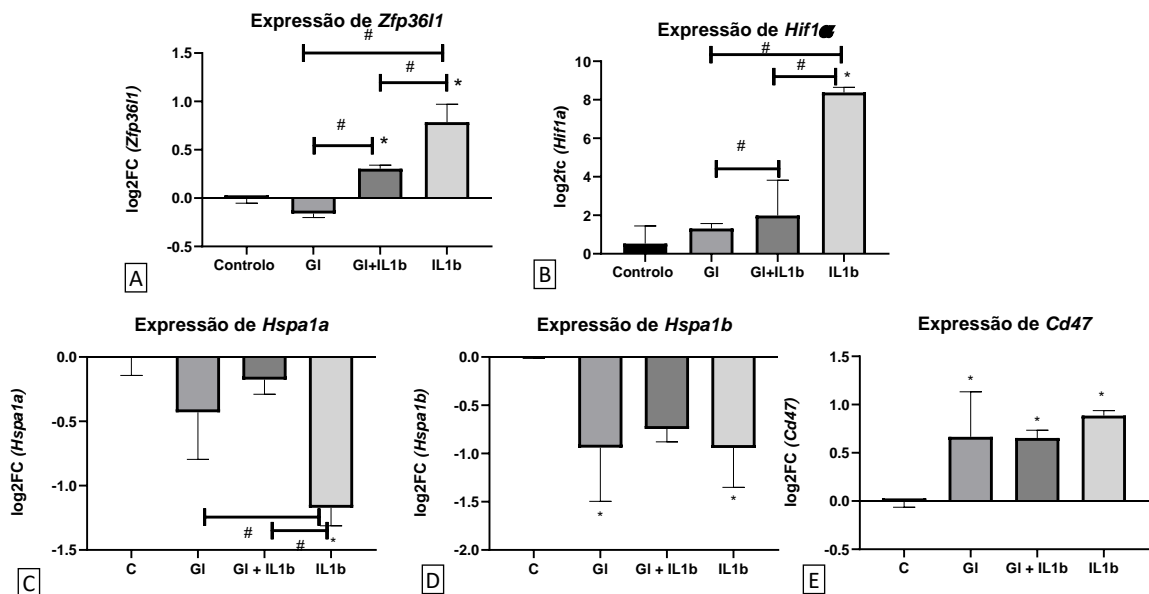 Expressão de Zfp36l1
log2FC (Zfp36l1)
1.5
1.0
0.5
0.0
-0.5
#
#
#
*
*
Controlo GI GI+IL1b IL1b
A
Expressão de Hif1α
log2fc (Hif1a)
10
8
6
4
2
0
#
#
#
*
Controlo GI GI+IL1b IL1b
B
Expressão de Hspa1a
log2FC (Hspa1a)
0.0
-0.5
-1.0
-1.5
#
#
*
C GI GI + IL1b IL1b
C
Expressão de Hspa1b
log2FC (Hspa1b)
0.0
-0.5
-1.0
-1.5
-2.0
*
*
C GI GI + IL1b IL1b
D
Expressão de Cd47
log2FC (Cd47)
1.5
1.0
0.5
0.0
-0.5
*
*
*
C GI GI + IL1b IL1b
E